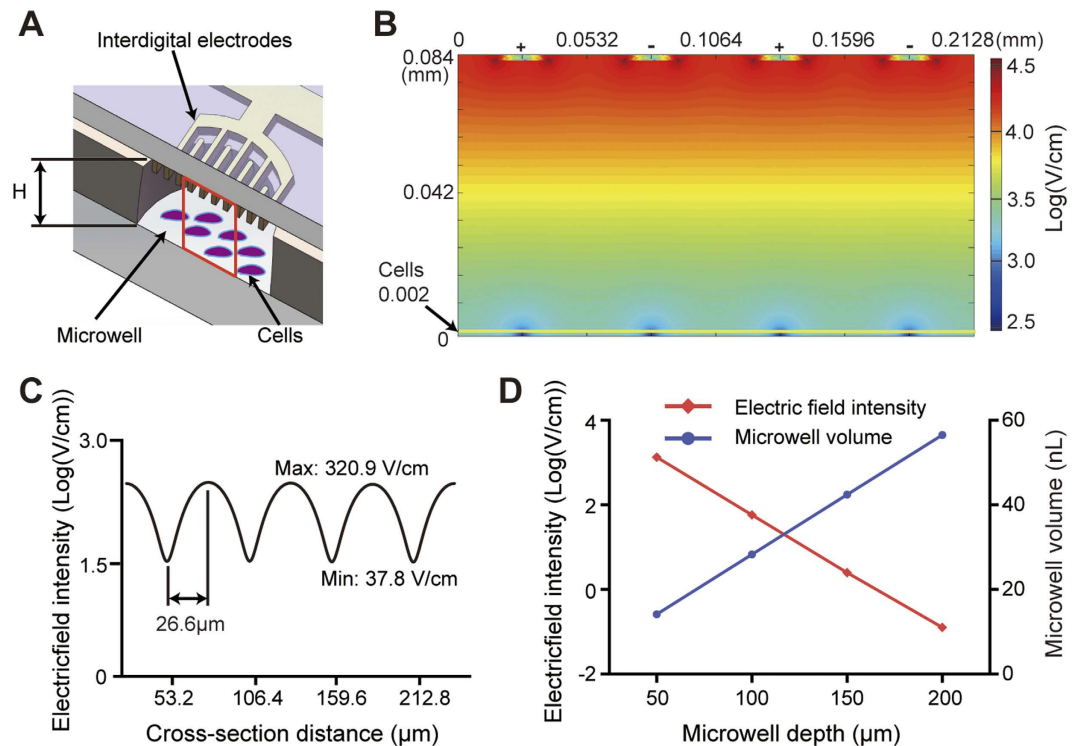 A
Interdigital electrodes
H
Microwell
Cells
B
0 0.0532 0.1064 0.1596 0.2128 (mm)
+ - + -
0.084
(mm)
0.042
Cells
0.002
0
4.5
4.0
3.5
3.0
2.5
Log(V/cm)
C
Electricfield intensity (Log(V/cm))
3.0
1.5
0
Max: 320.9 V/cm
Min: 37.8 V/cm
26.6μm
53.2 106.4 159.6 212.8
Cross-section distance (μm)
D
Electric field intensity
Microwell volume
Electricfield intensity (Log(V/cm))
4
2
0
-2
60
40
20
0
Microwell volume (nL)
50 100 150 200
Microwell depth (μm)